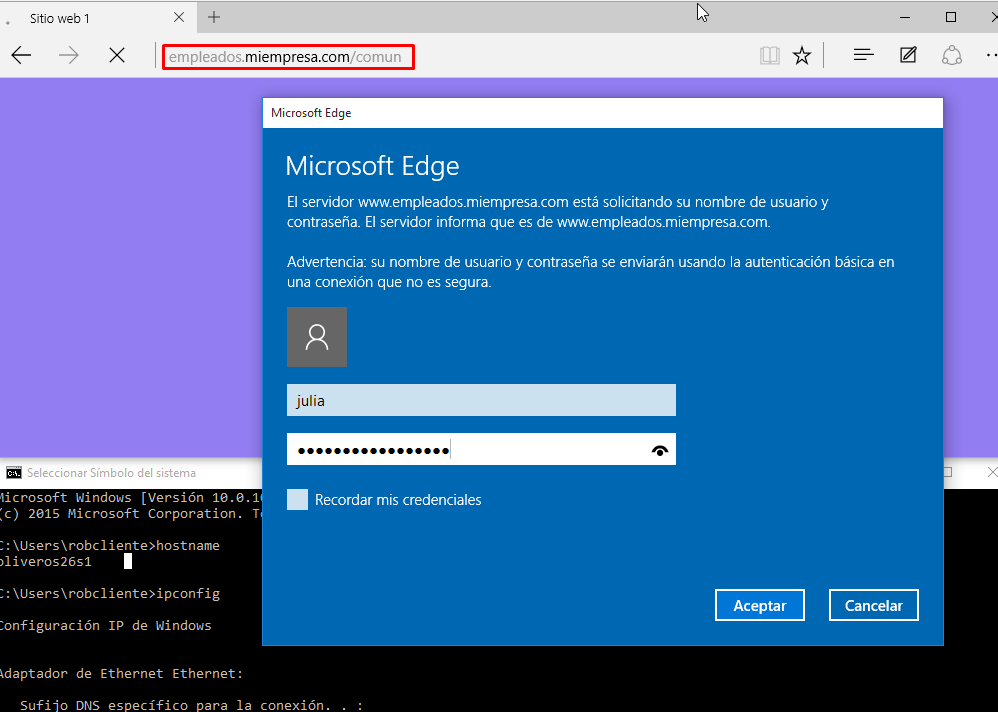 Sitio web 1
empleados.miempresa.com/comun
Microsoft Edge
Microsoft Edge
El servidor www.empleados.miempresa.com está solicitando su nombre de usuario y
contraseña. El servidor informa que es de www.empleados.miempresa.com.
Advertencia: su nombre de usuario y contraseña se enviarán usando la autenticación básica en
una conexión que no es segura.
julia
•••••••••••••••••
Recordar mis credenciales
Aceptar
Cancelar
Seleccionar Símbolo del sistema
Microsoft Windows [Versión 10.0.10
(c) 2015 Microsoft Corporation.
C:\Users\robcliente>hostname
oliveros26s1
C:\Users\robcliente>ipconfig
Configuración IP de Windows
Adaptador de Ethernet Ethernet:
Sufijo DNS específico para la conexión. . :